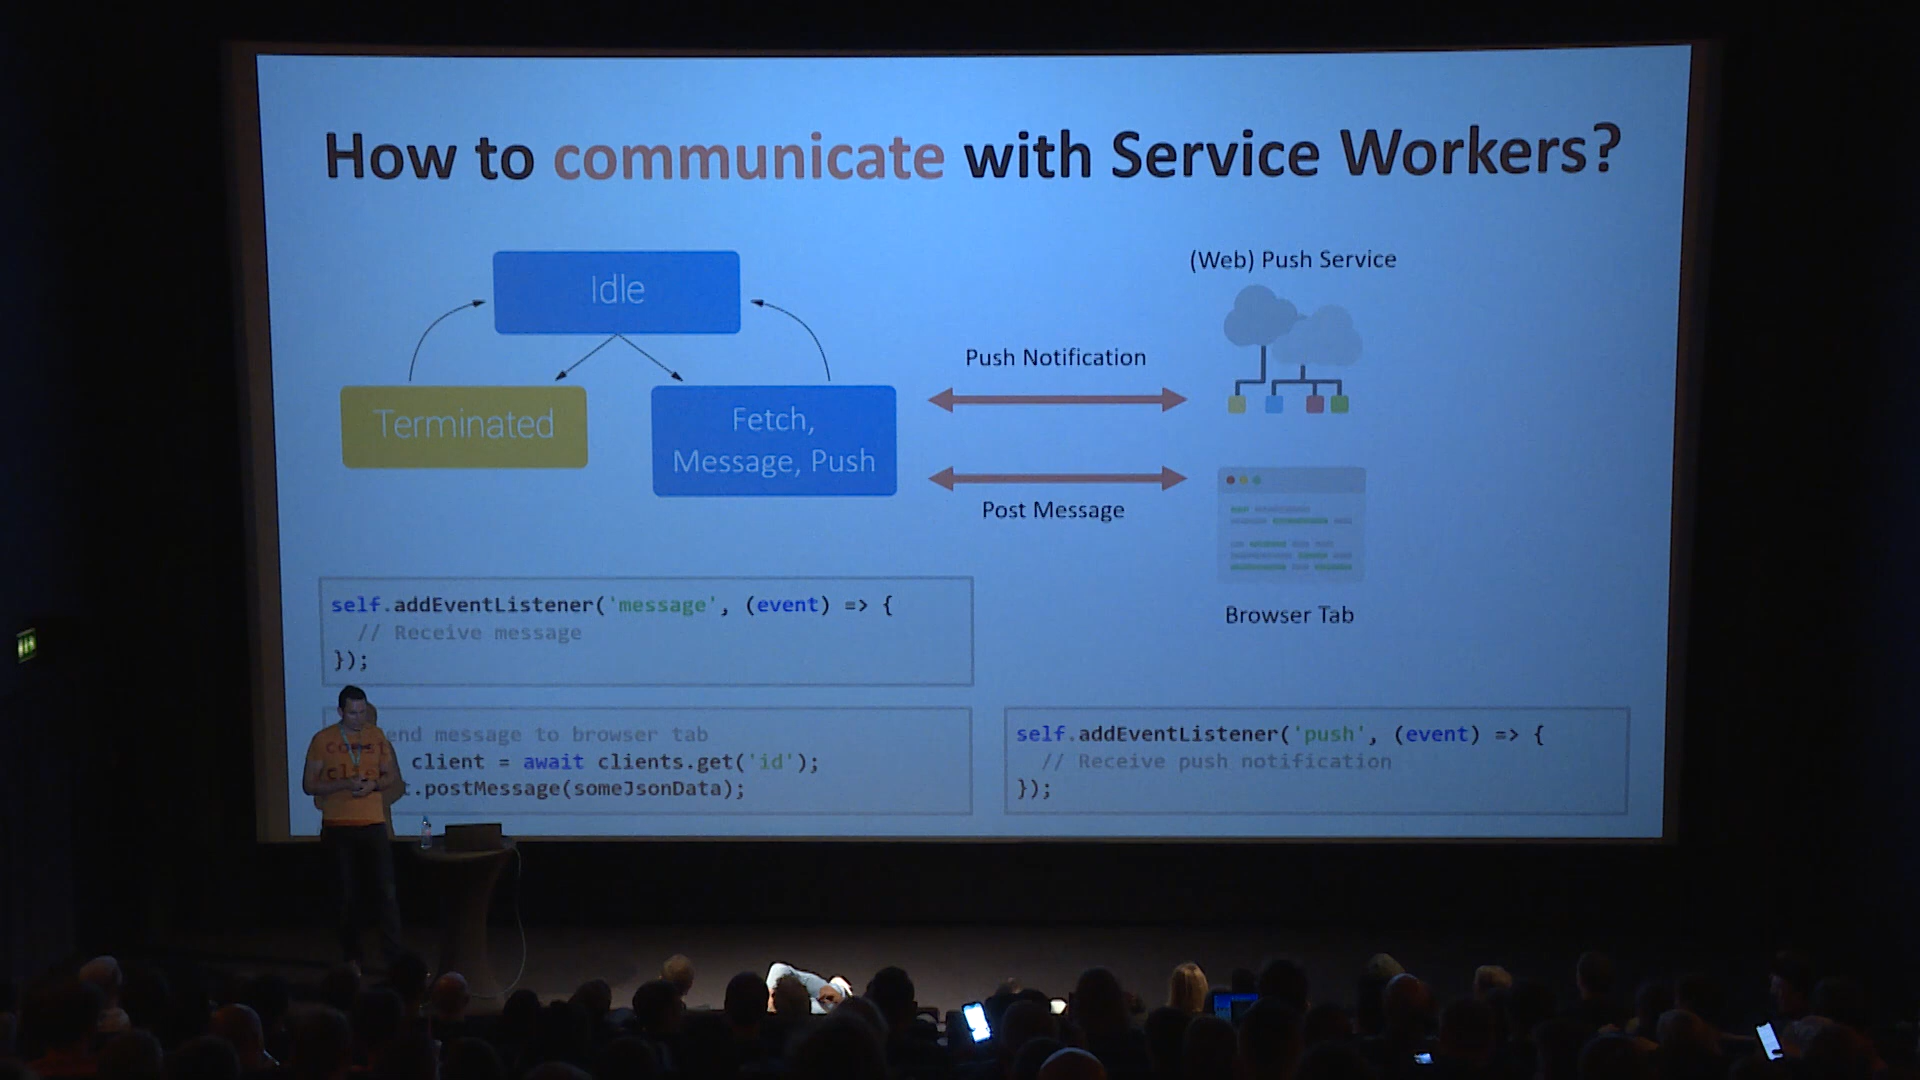 How to communicate with Service Workers?
Idle
Terminated
Fetch,
Message, Push
Push Notification
Post Message
(Web) Push Service
Browser Tab
self.addEventListener('message', (event) => {
// Receive message
});
end message to browser tab
const client = await clients.get('id');
.postMessage(someJsonData);
self.addEventListener('push', (event) => {
// Receive push notification
});